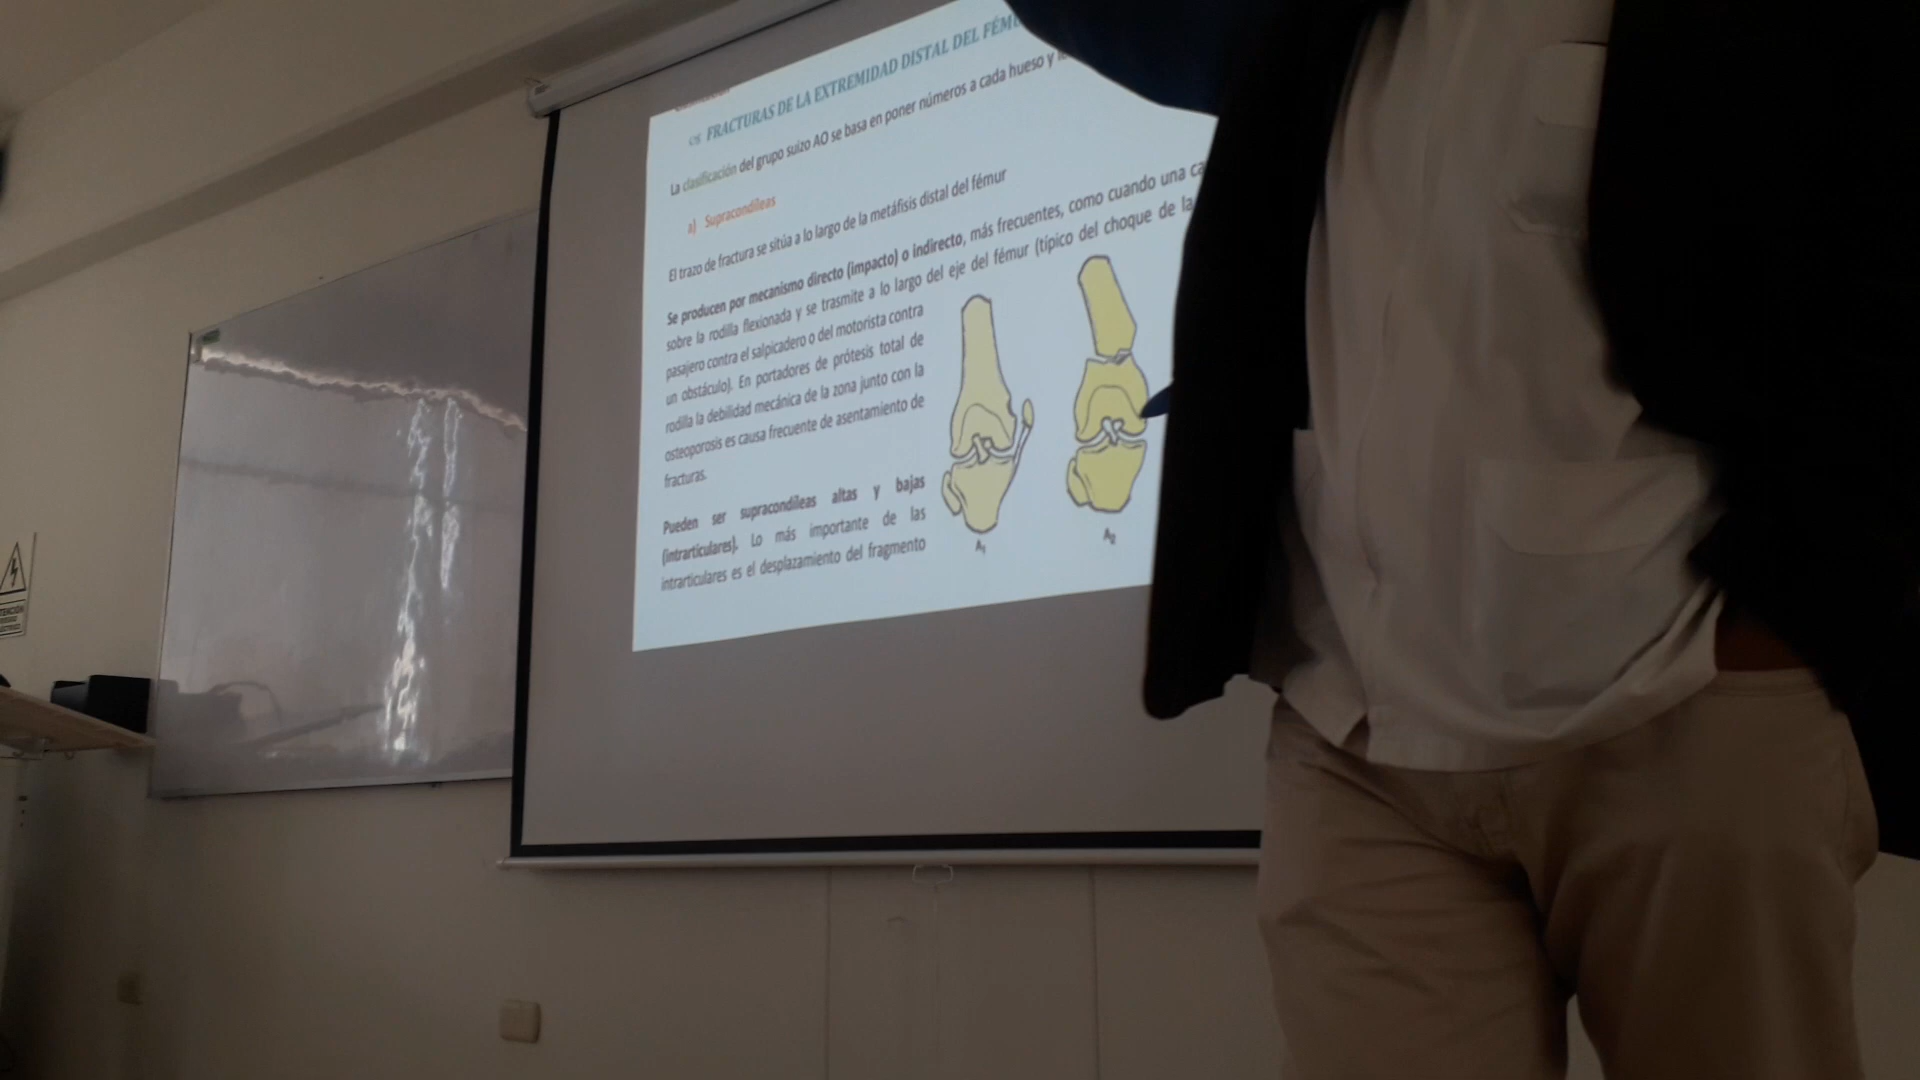 FRACTURAS DE LA EXTREMIDAD DISTAL DEL
La clasificación del grupo suizo AO se basa en poner números a cada hueso y
a) Supracondíleas
El trazo de fractura se sitúa a lo largo de la metáfisis distal del fémur
Se producen por mecanismo directo (impacto) o indirecto, más frecuentes, como cuando una
sobre la rodilla flexionada y se trasmite a lo largo del eje del fémur (típico del choque de la
pasajero contra el salpicadero o del motorista contra
un obstáculo). En portadores de prótesis total de
rodilla la debilidad mecánica de la zona junto con la
osteoporosis es causa frecuente de asentamiento de
fracturas.
Pueden ser supracondíleas altas y bajas
(intrarticulares). Lo más importante de las
intrarticulares es el desplazamiento del fragmento
A1
A2